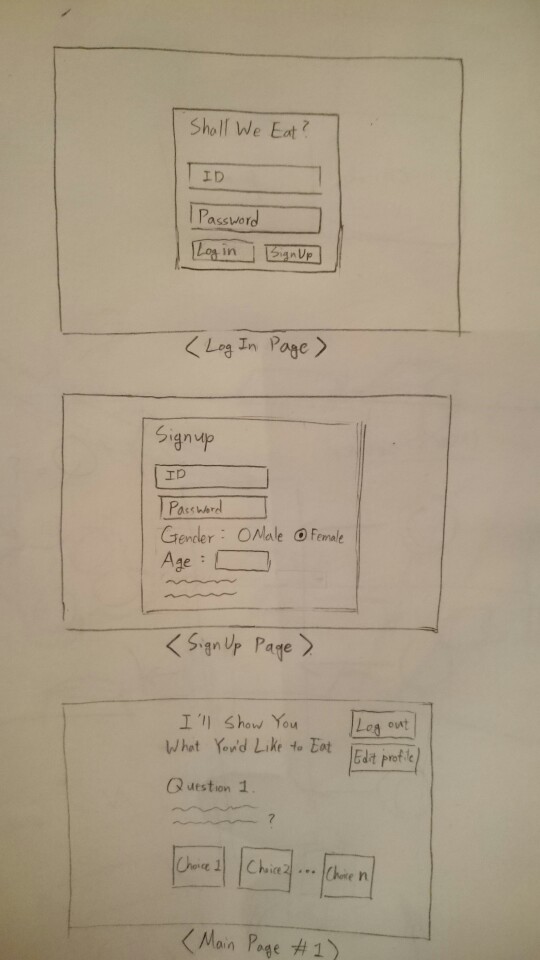 Shall We Eat?
ID
Password
Log in SignUp
< Log In Page >
Signup
ID
Password
Gender : Male Female
Age :
< SignUp Page >
I'll Show You
What You'd Like to Eat
Log out
Edit profile
Question 1.
?
Choice 1 Choice 2 ... Choice n
< Main Page #1 >